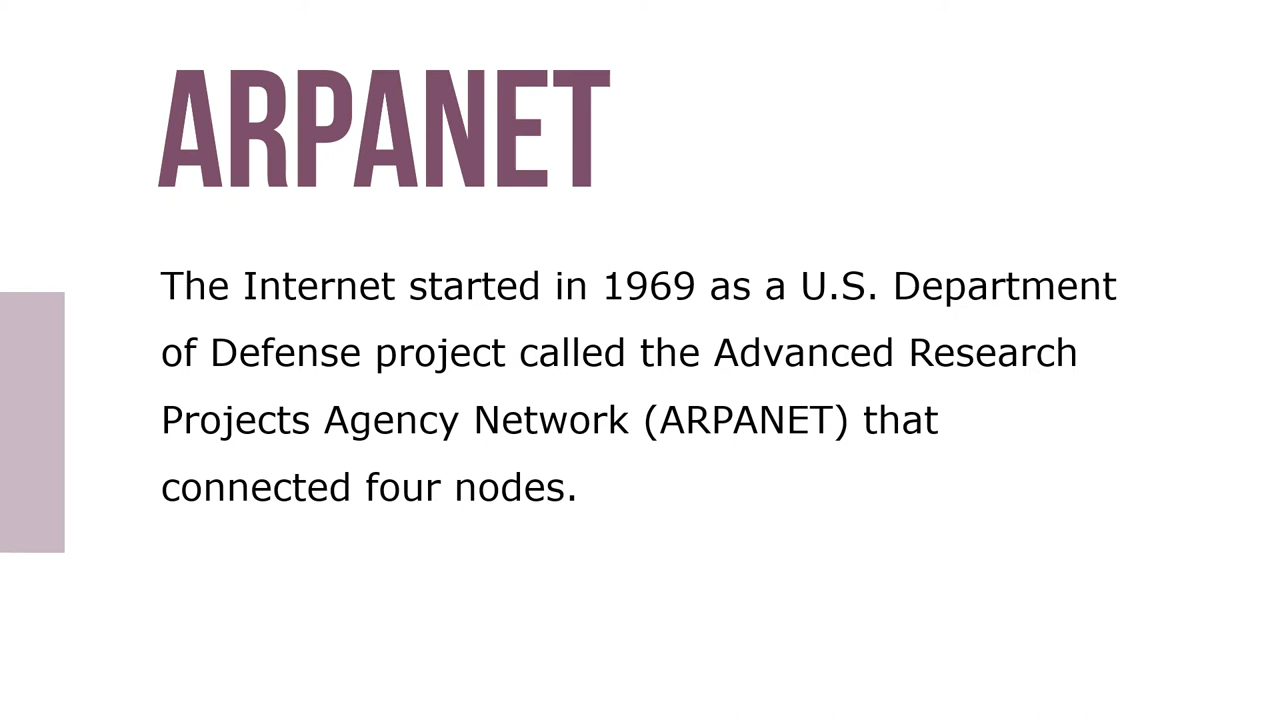 ARPANET
The Internet started in 1969 as a U.S. Department
of Defense project called the Advanced Research
Projects Agency Network (ARPANET) that
connected four nodes.